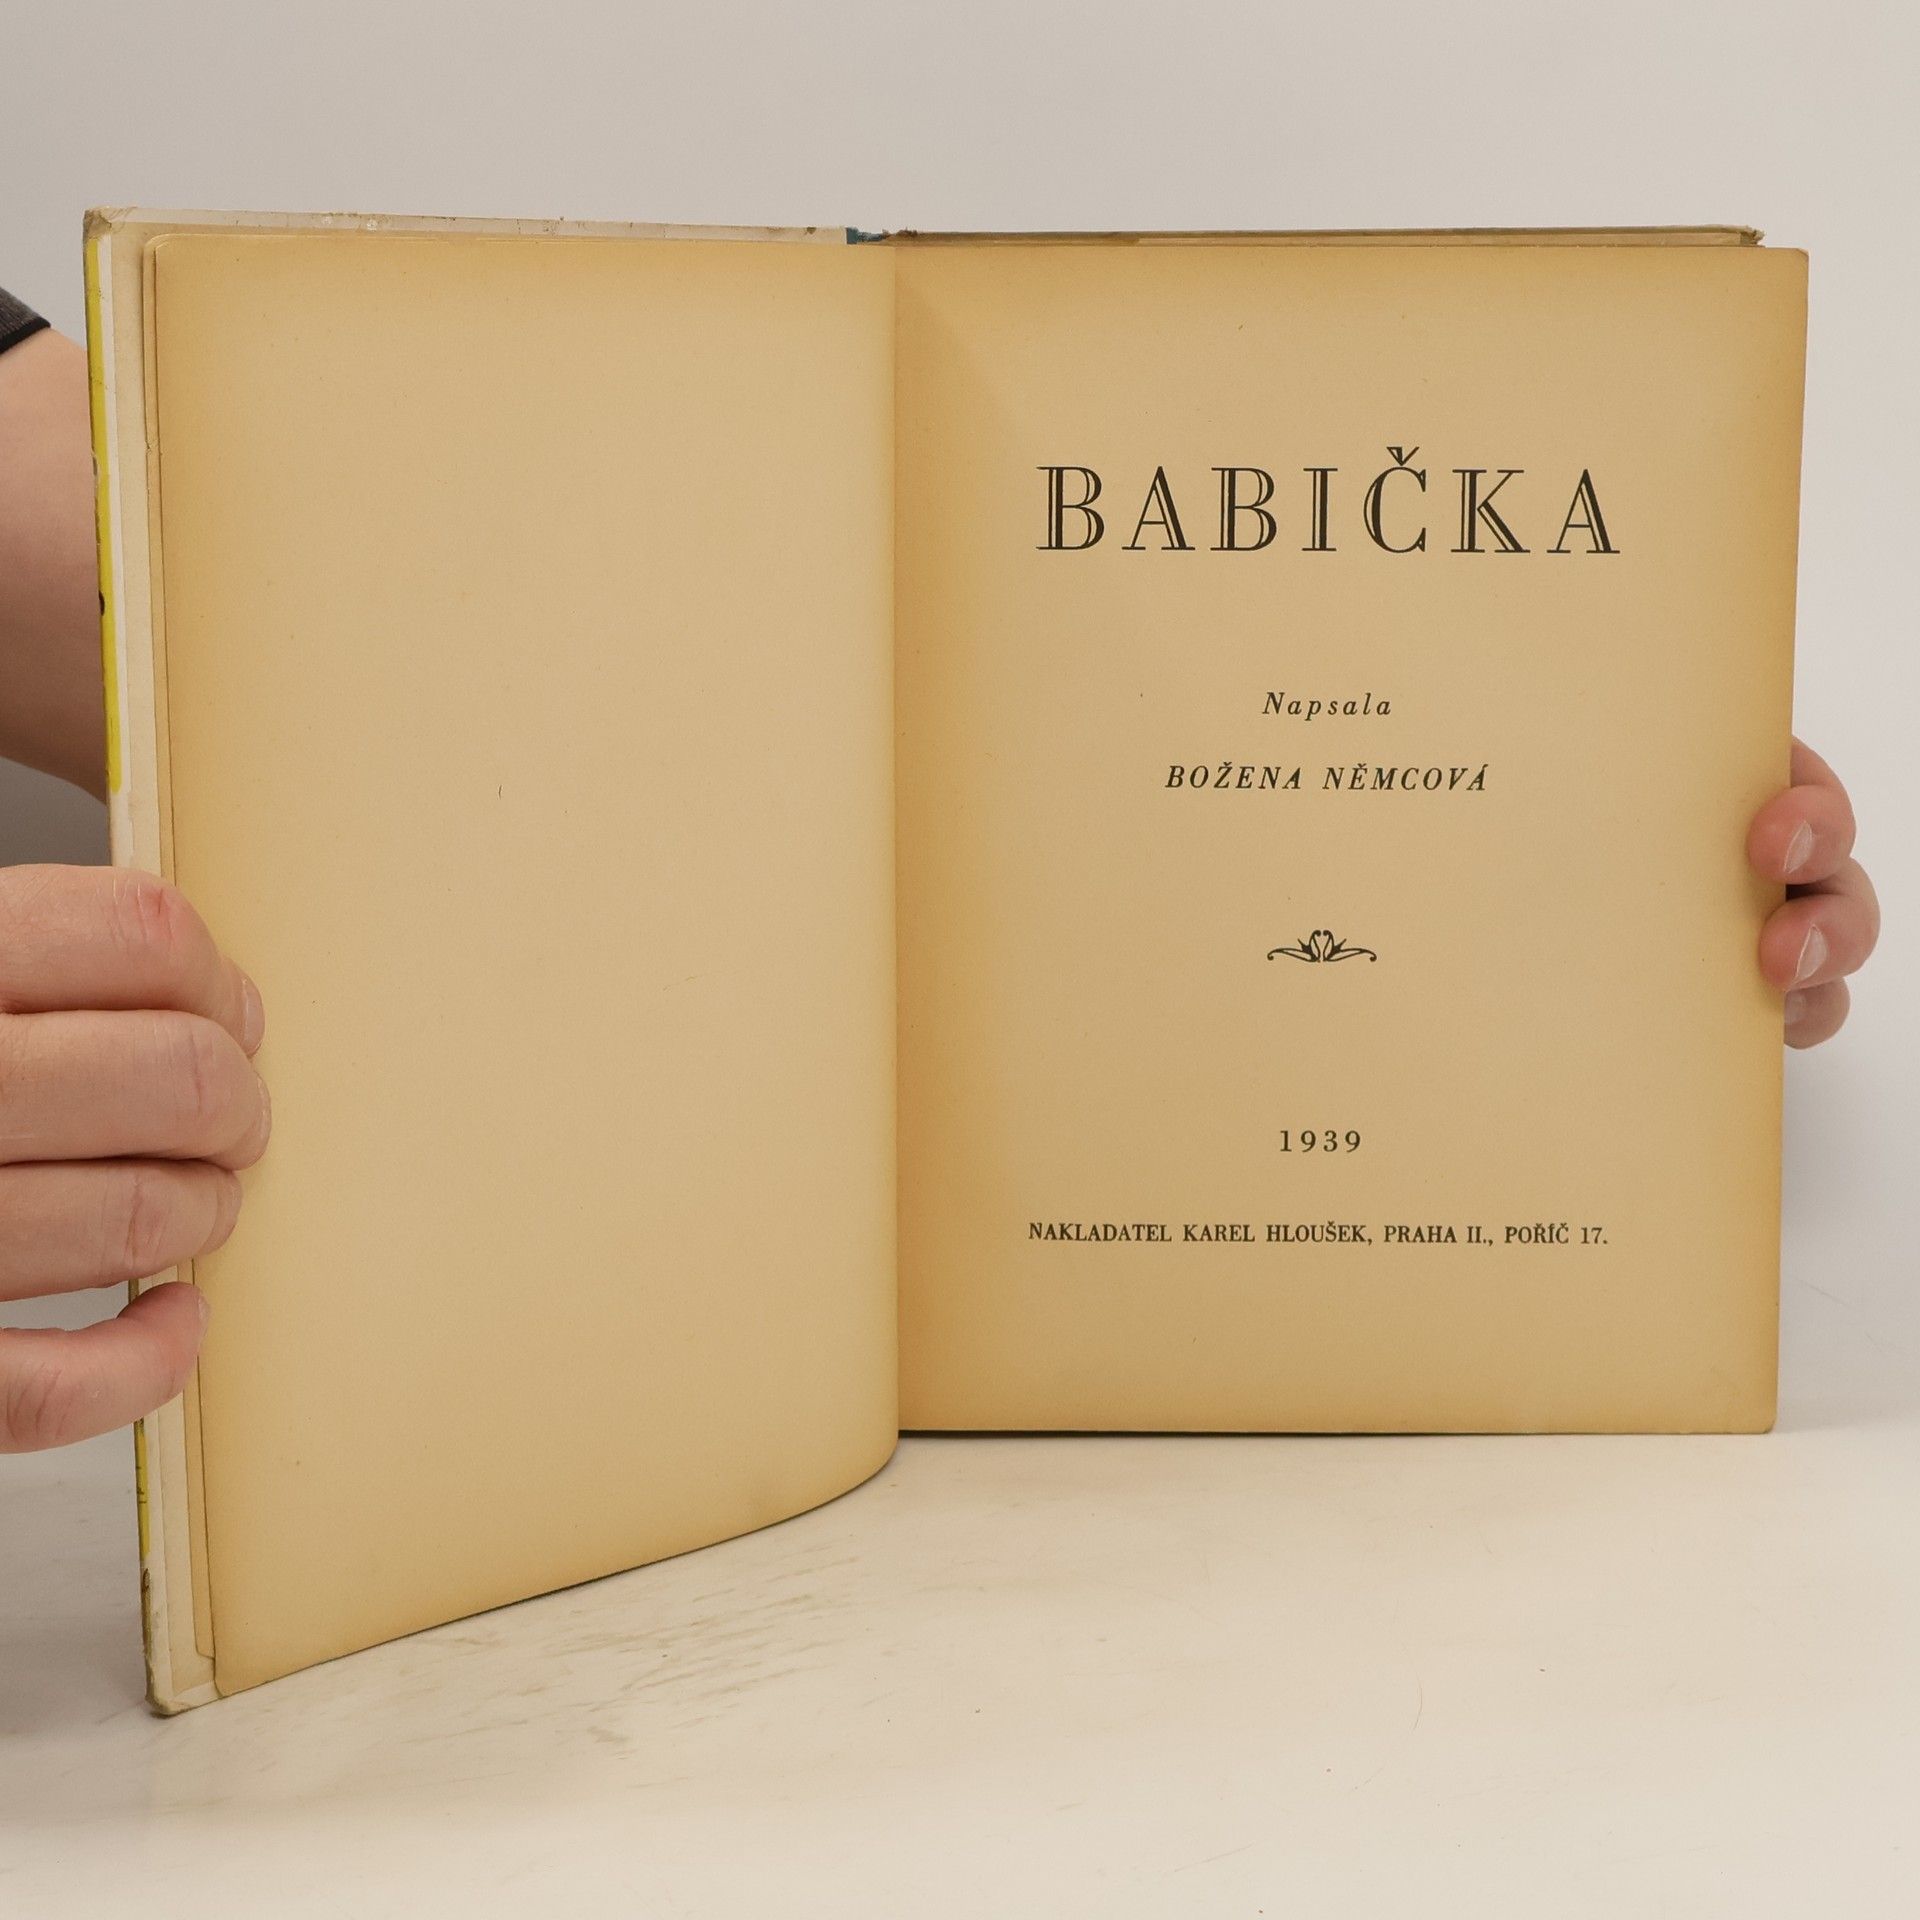 BABIČKA
Napsala
BOŽENA NĚMCOVÁ
1939
NAKLADATEL KAREL HLOUŠEK, PRAHA II., POŘÍČ 17.